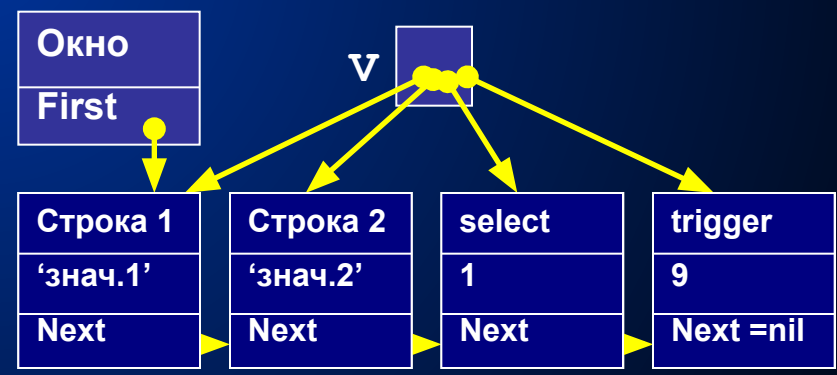 Окно
First
v
Строка 1
‘знач.1’
Next
Строка 2
‘знач.2’
Next
select
1
Next
trigger
9
Next =nil